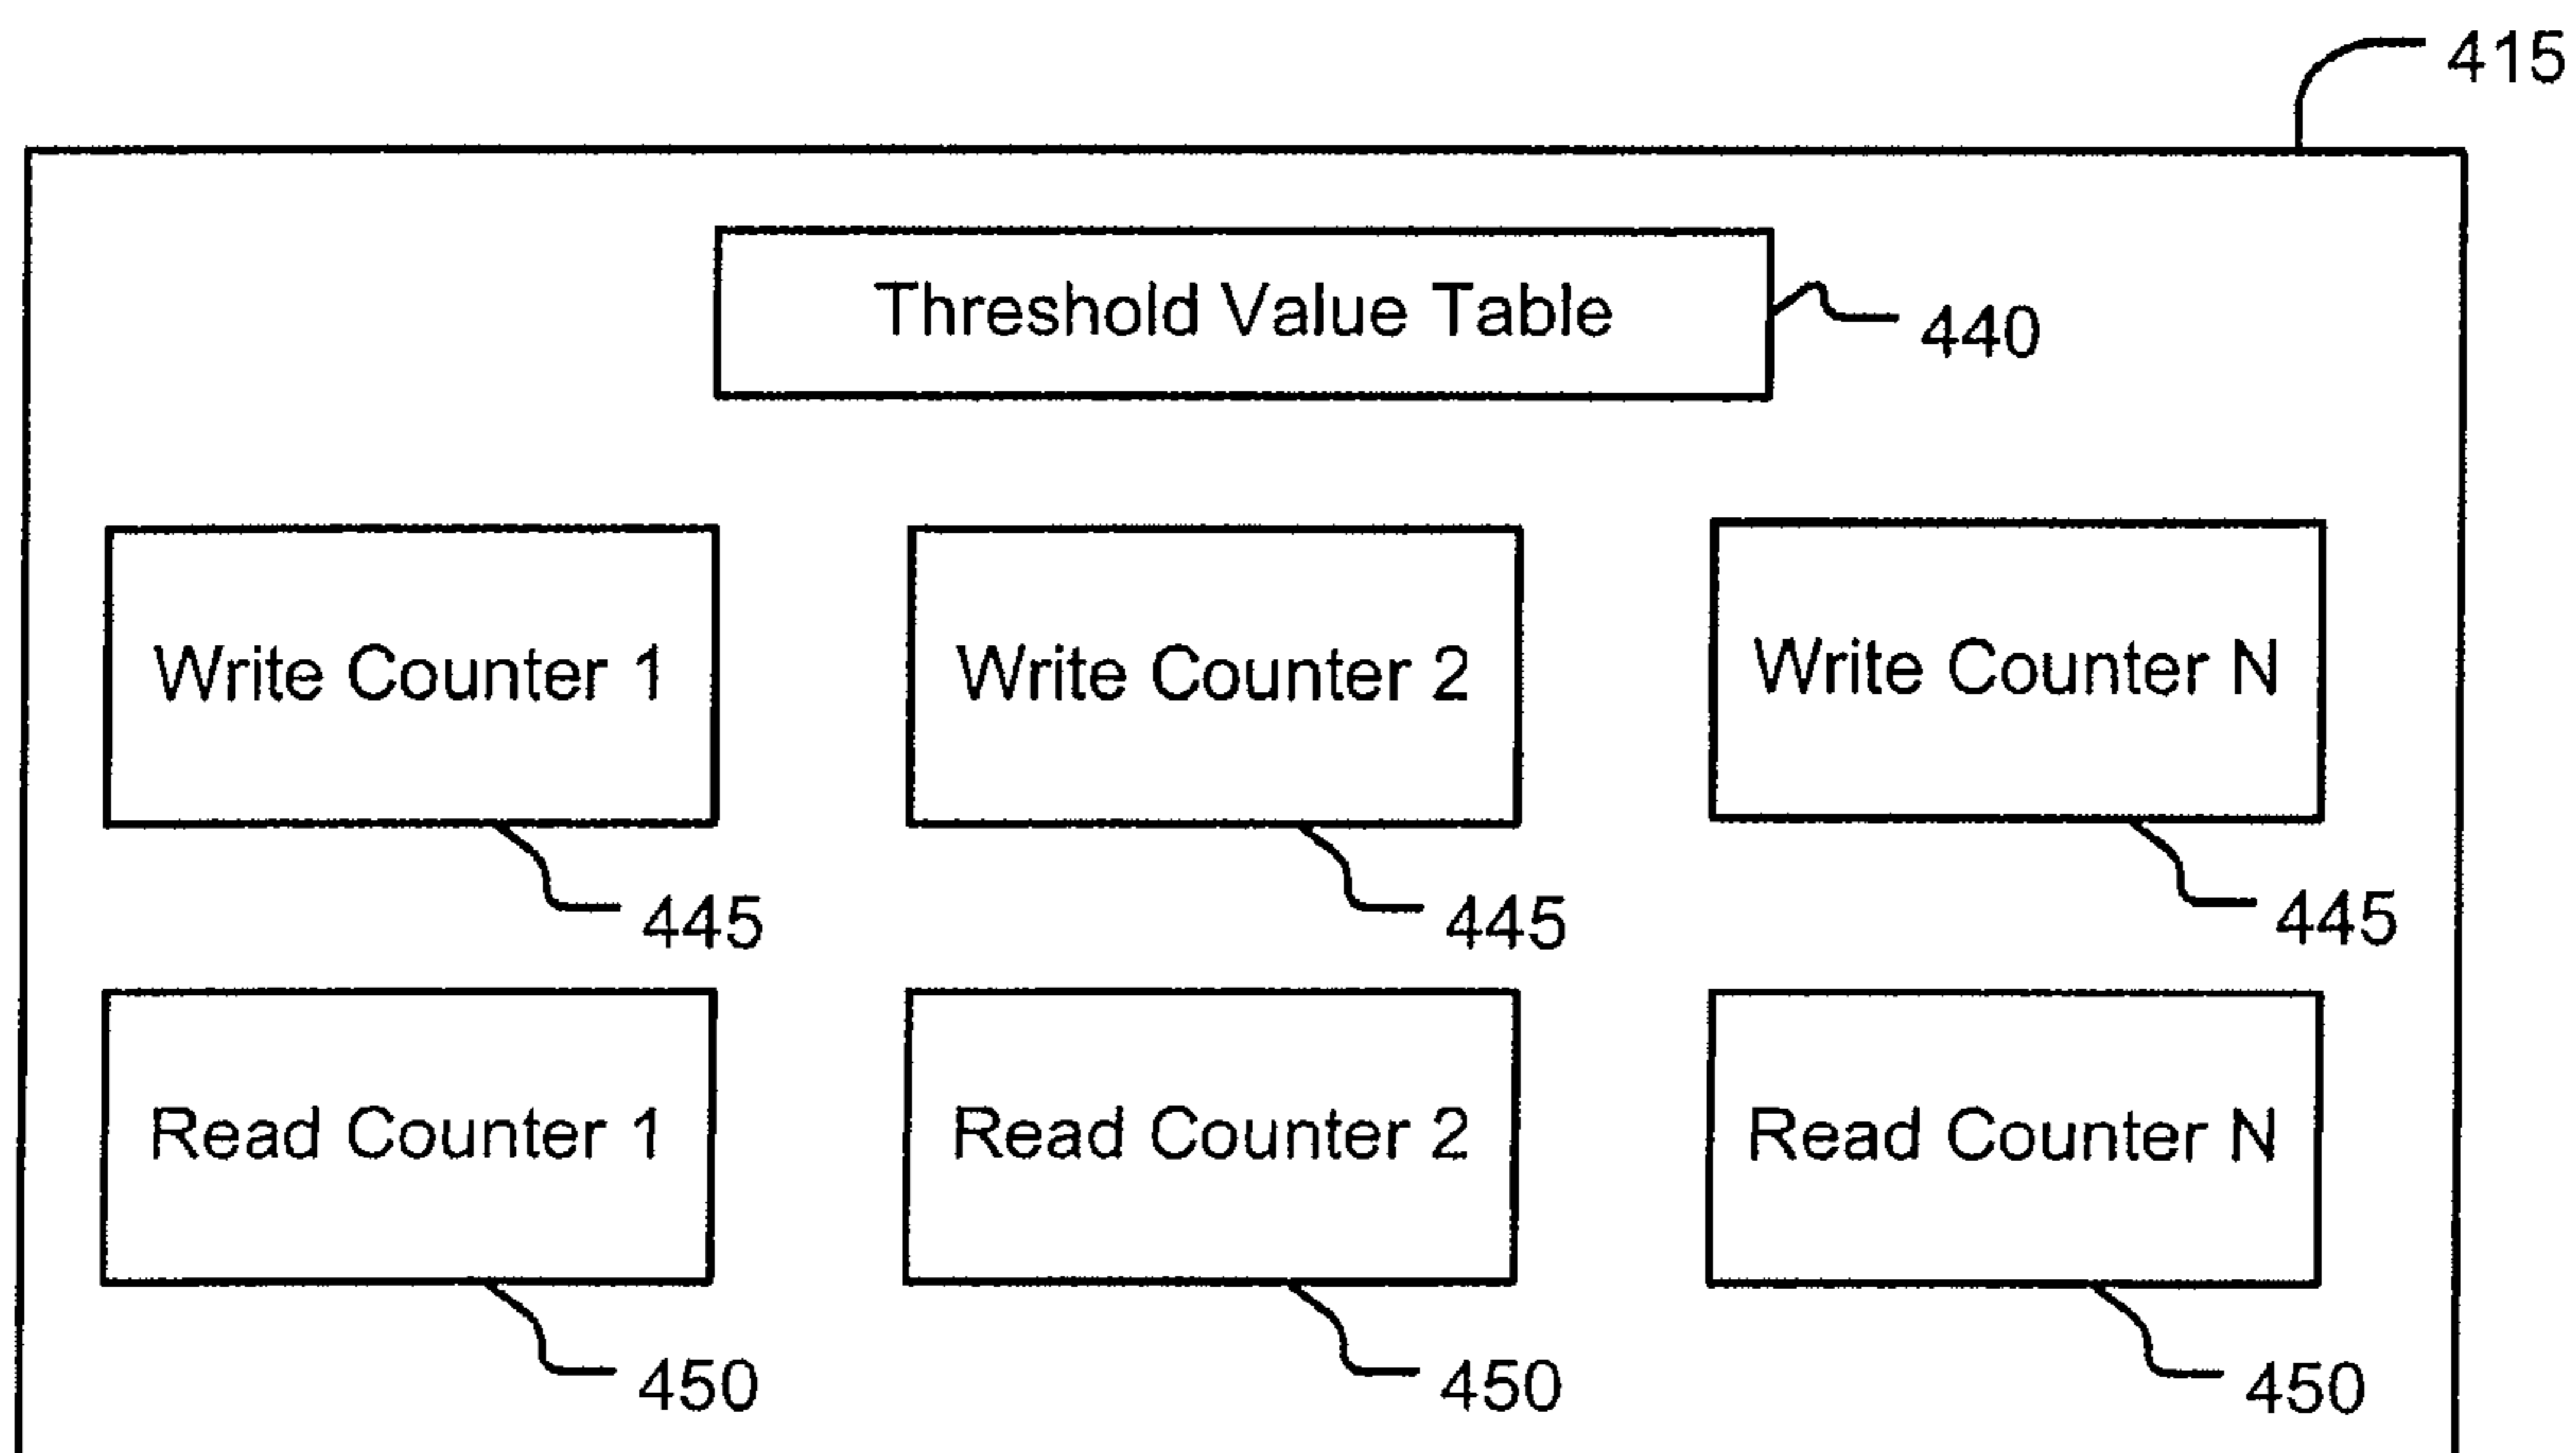 415
Threshold Value Table
440
Write Counter 1
Write Counter 2
Write Counter N
445
445
445
Read Counter 1
Read Counter 2
Read Counter N
450
450
450